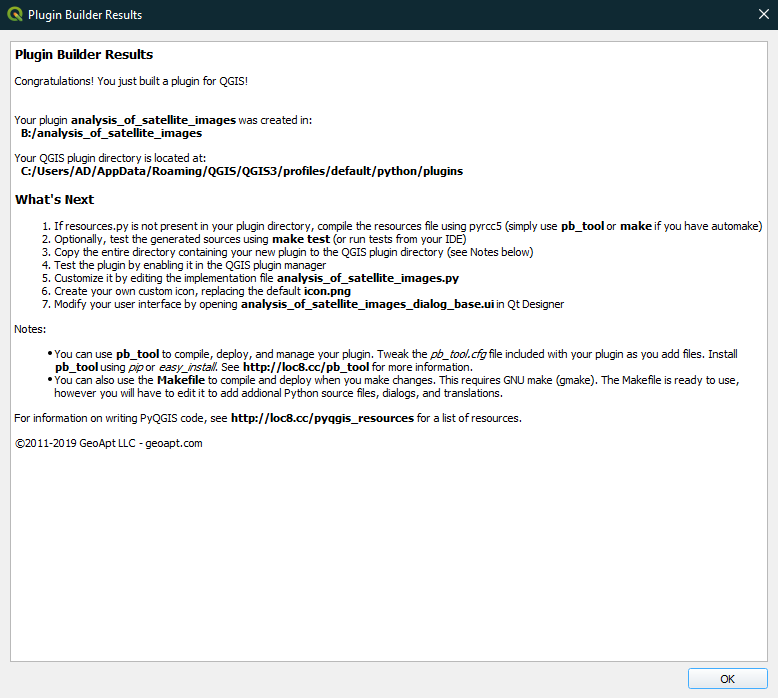 Plugin Builder Results
Plugin Builder Results
Congratulations! You just built a plugin for QGIS!
Your plugin analysis_of_satellite_images was created in:
B:/analysis_of_satellite_images
Your QGIS plugin directory is located at:
C:/Users/AD/AppData/Roaming/QGIS/QGIS3/profiles/default/python/plugins
What's Next
1. If resources.py is not present in your plugin directory, compile the resources file using pyrcc5 (simply use pb_tool or make if you have automake)
2. Optionally, test the generated sources using make test (or run tests from your IDE)
3. Copy the entire directory containing your new plugin to the QGIS plugin directory (see Notes below)
4. Test the plugin by enabling it in the QGIS plugin manager
5. Customize it by editing the implementation file analysis_of_satellite_images.py
6. Create your own custom icon, replacing the default icon.png
7. Modify your user interface by opening analysis_of_satellite_images_dialog_base.ui in Qt Designer
Notes:
• You can use pb_tool to compile, deploy, and manage your plugin. Tweak the pb_tool.cfg file included with your plugin as you add files. Install
pb_tool using pip or easy_install. See http://loc8.cc/pb_tool for more information.
• You can also use the Makefile to compile and deploy when you make changes. This requires GNU make (gmake). The Makefile is ready to use,
however you will have to edit it to add addional Python source files, dialogs, and translations.
For information on writing PyQGIS code, see http://loc8.cc/pyqgis_resources for a list of resources.
©2011-2019 GeoApt LLC - geoapt.com
OK